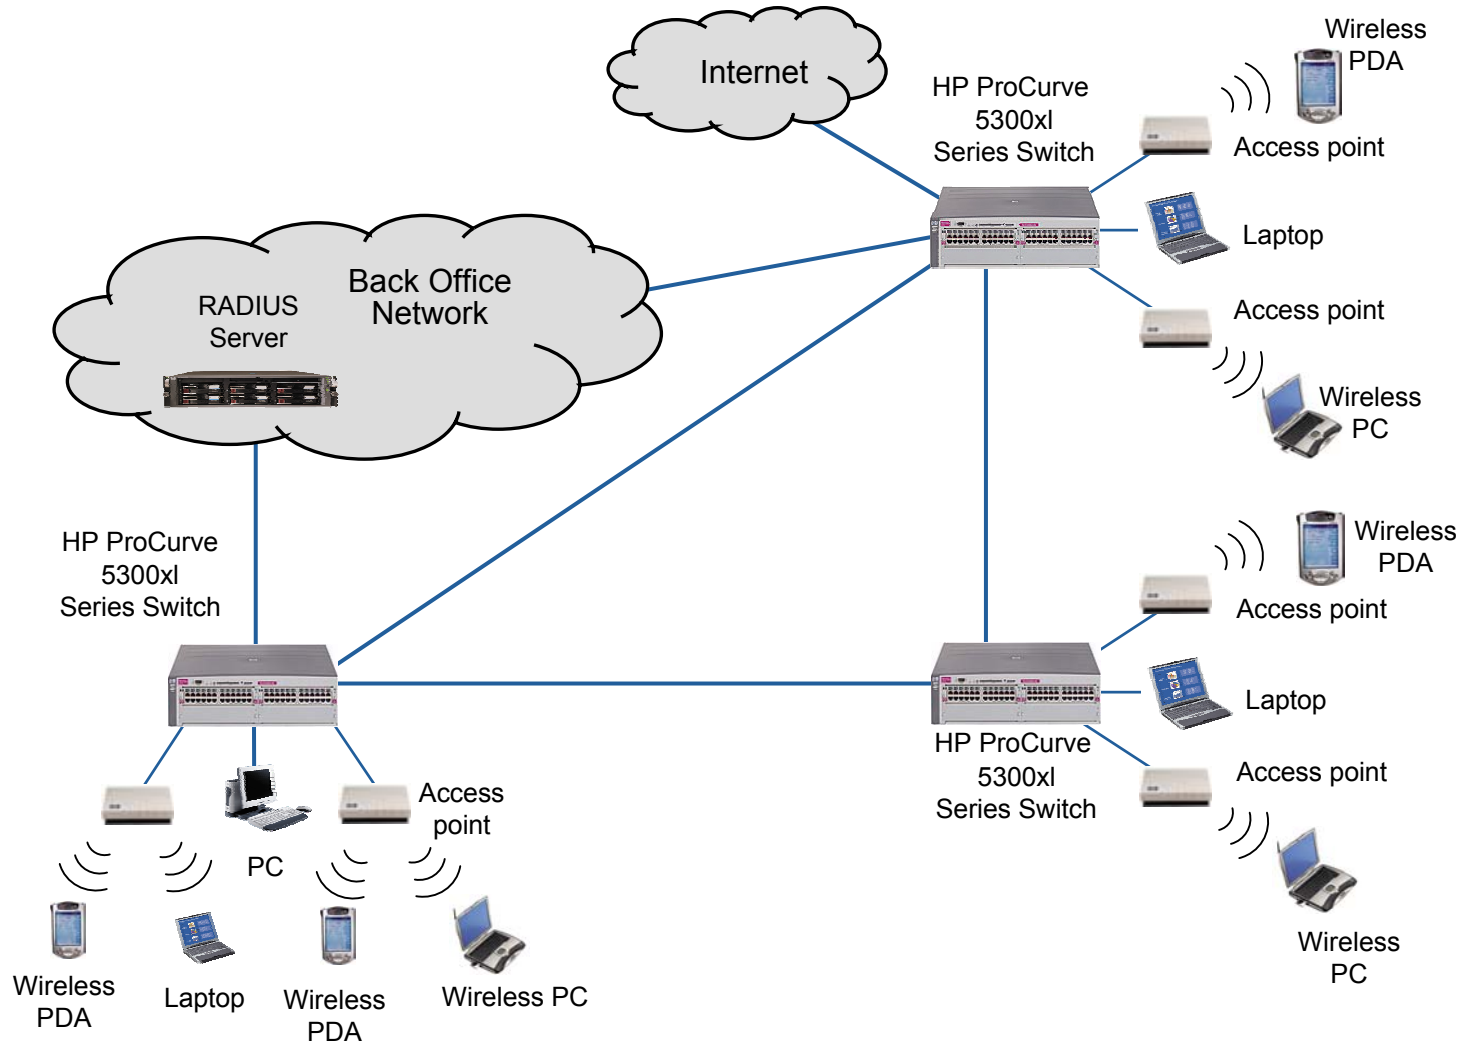 Internet
HP ProCurve
5300xl
Series Switch
Wireless
PDA
Access point
Laptop
Access point
Wireless
PC
Back Office
Network
RADIUS
Server
HP ProCurve
5300xl
Series Switch
Wireless
PDA
Access point
Laptop
HP ProCurve
5300xl
Series Switch
Access point
Wireless
PC
Access
point
PC
Wireless
PDA
Laptop
Wireless
PDA
Wireless PC